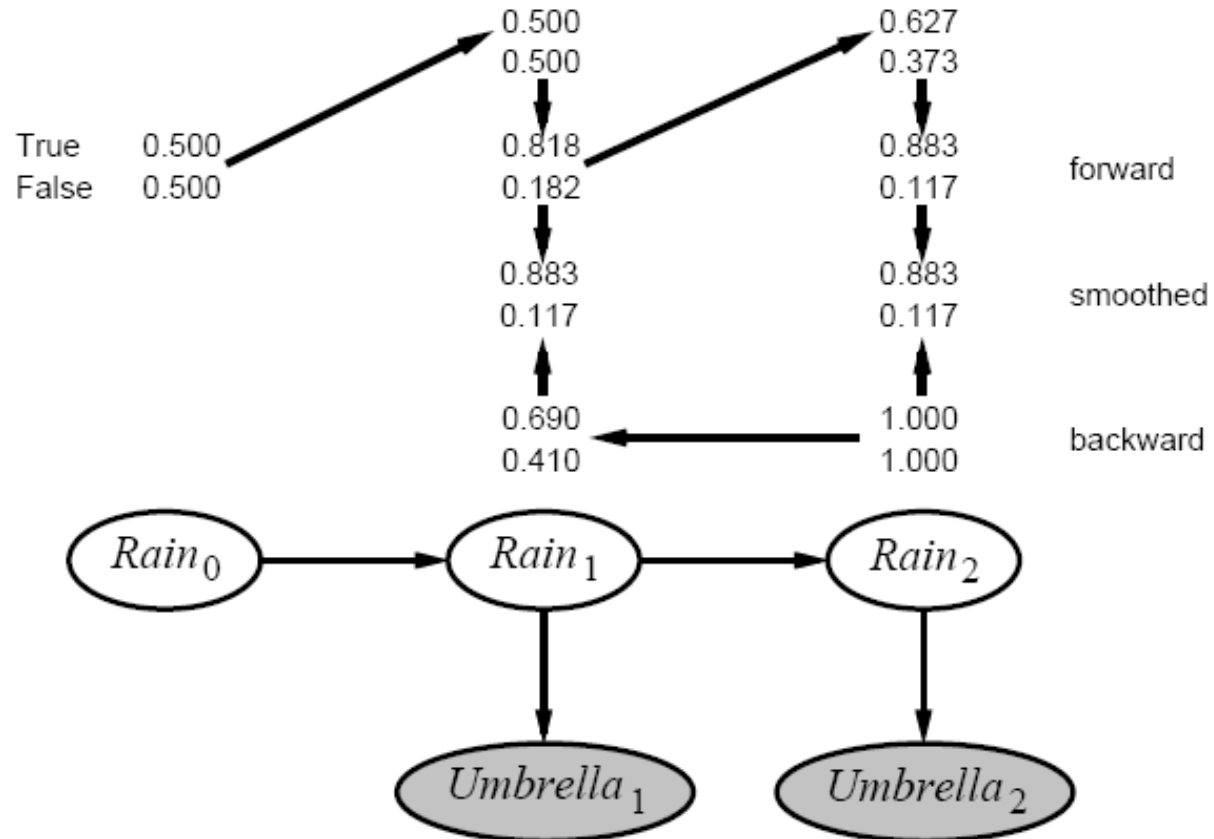 0.500 0.627
0.500 0.373
True 0.500 0.818 0.883 forward
False 0.500 0.182 0.117
0.883 0.883 smoothed
0.117 0.117
0.690 1.000 backward
0.410 1.000
Rain0 Rain1 Rain2
Umbrella1 Umbrella2